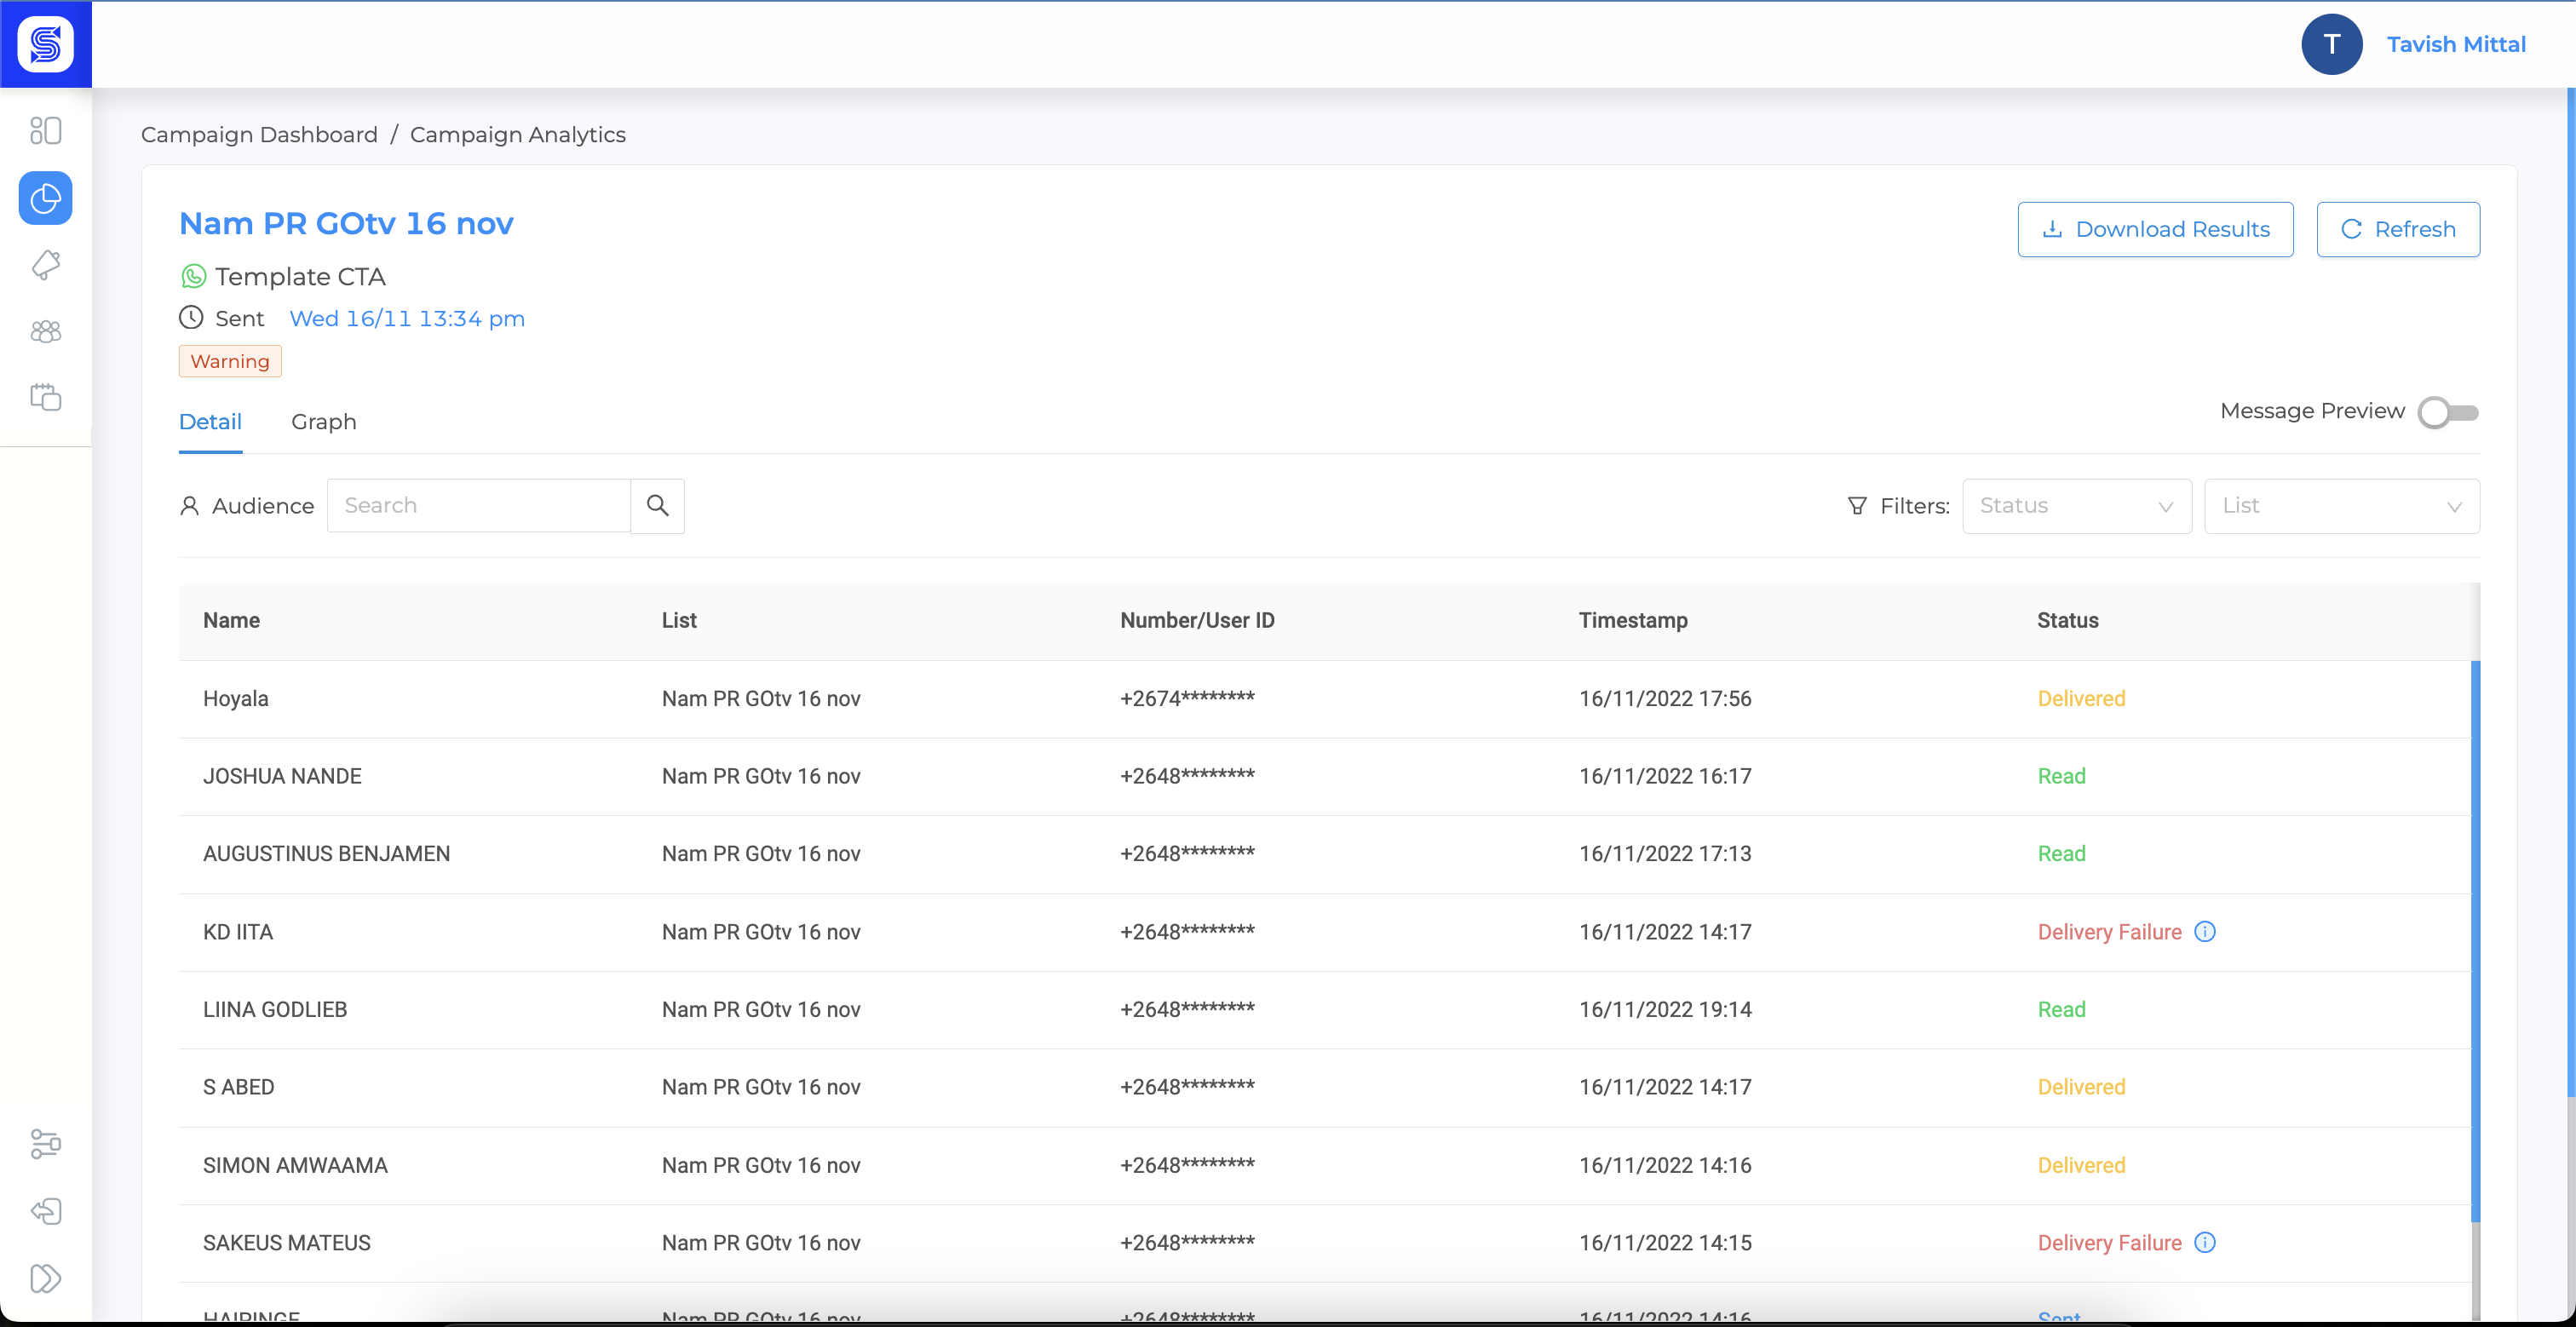 T Tavish Mittal
Campaign Dashboard / Campaign Analytics
Nam PR GOtv 16 nov
Download Results Refresh
Template CTA
Sent Wed 16/11 13:34 pm
Warning
Detail Graph Message Preview
Audience Search Filters: Status List
Name List Number/User ID Timestamp Status
Hoyala Nam PR GOtv 16 nov +2674******** 16/11/2022 17:56 Delivered
JOSHUA NANDE Nam PR GOtv 16 nov +2648******** 16/11/2022 16:17 Read
AUGUSTINUS BENJAMEN Nam PR GOtv 16 nov +2648******** 16/11/2022 17:13 Read
KD IITA Nam PR GOtv 16 nov +2648******** 16/11/2022 14:17 Delivery Failure
LIINA GODLIEB Nam PR GOtv 16 nov +2648******** 16/11/2022 19:14 Read
S ABED Nam PR GOtv 16 nov +2648******** 16/11/2022 14:17 Delivered
SIMON AMWAAMA Nam PR GOtv 16 nov +2648******** 16/11/2022 14:16 Delivered
SAKEUS MATEUS Nam PR GOtv 16 nov +2648******** 16/11/2022 14:15 Delivery Failure
Nam PR GOtv 16 nov +2648******** 16/11/2022 14:16 Sent